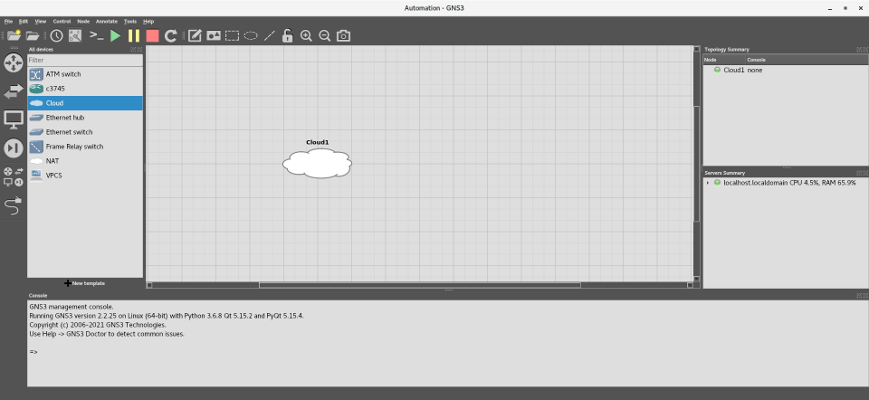 Automation - GNS3
File Edit View Control Node Annotate Tools Help
All devices
Filter
ATM switch
c3745
Cloud
Ethernet hub
Ethernet switch
Frame Relay switch
NAT
VPCS
New template
Cloud1
Topology Summary
Node Console
Cloud1 none
Servers Summary
localhost.localdomain CPU 4.5%, RAM 65.9%
Console
GNS3 management console.
Running GNS3 version 2.2.25 on Linux (64-bit) with Python 3.6.8 Qt 5.15.2 and PyQt 5.15.4.
Copyright (c) 2006-2021 GNS3 Technologies.
Use Help -> GNS3 Doctor to detect common issues.
=>